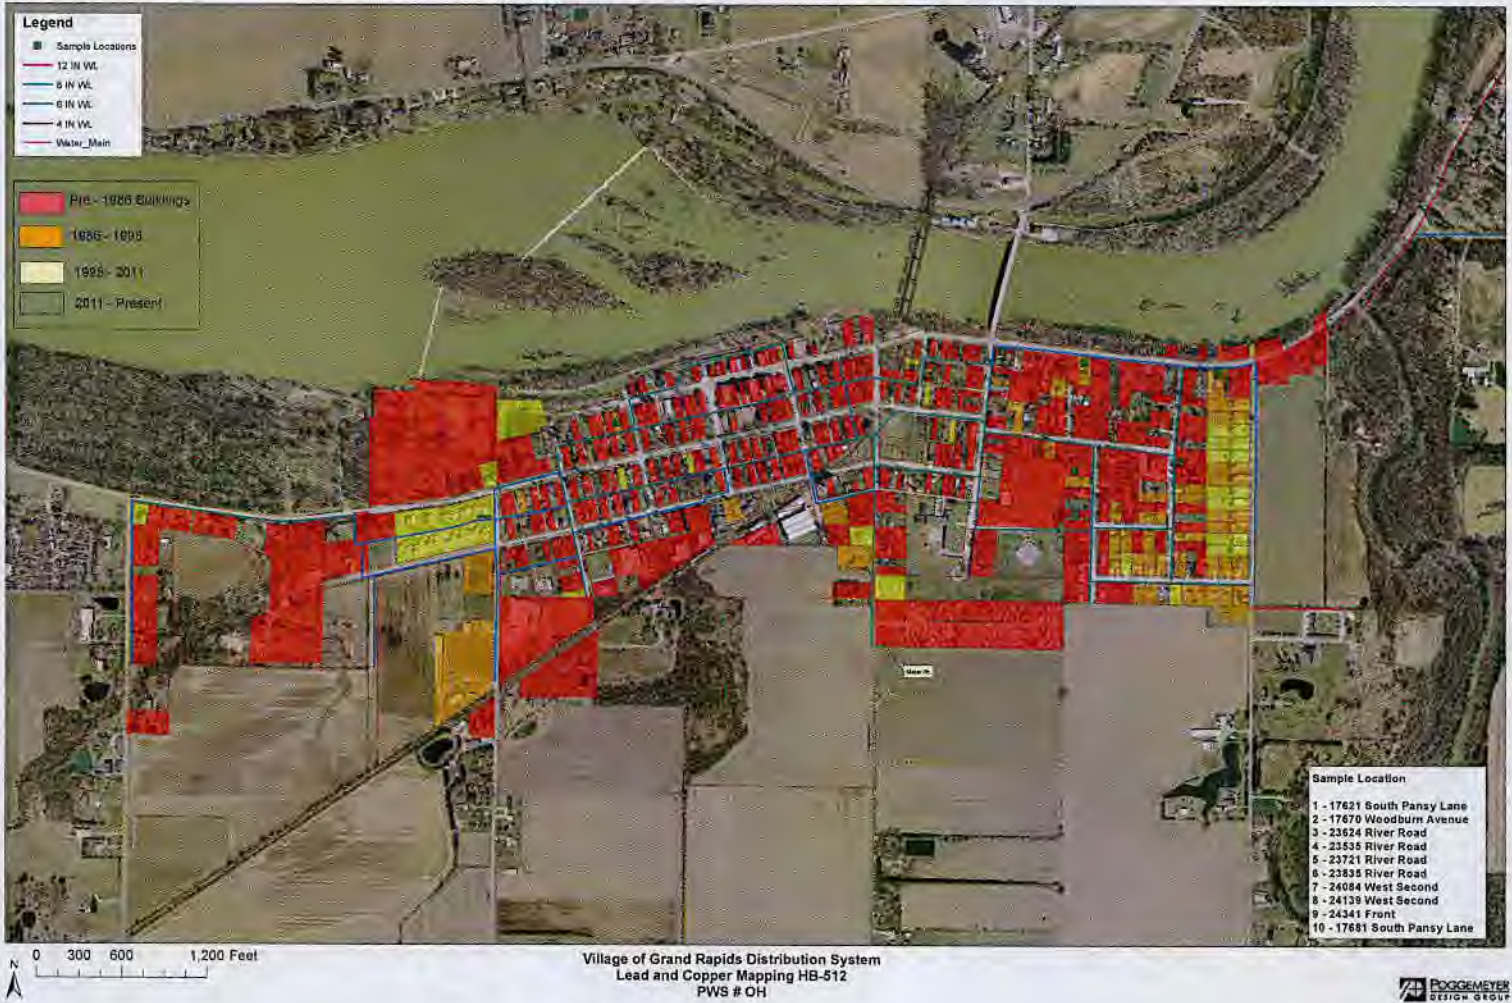 Legend
Sample Locations
12 IN WL
8 IN WL
6 IN WL
4 IN WL
Water_Main
Pre - 1986 Buildings
1986 - 1998
1998 - 2011
2011 - Present
Sample Location
1 - 17621 South Pansy Lane
2 - 17670 Woodburn Avenue
3 - 23624 River Road
4 - 23535 River Road
5 - 23721 River Road
6 - 23835 River Road
7 - 24084 West Second
8 - 24139 West Second
9 - 24341 Front
10 - 17681 South Pansy Lane
N
0 300 600 1,200 Feet
Village of Grand Rapids Distribution System
Lead and Copper Mapping HB-512
PWS # OH
POGGEMEYER
DESIGN GROUP